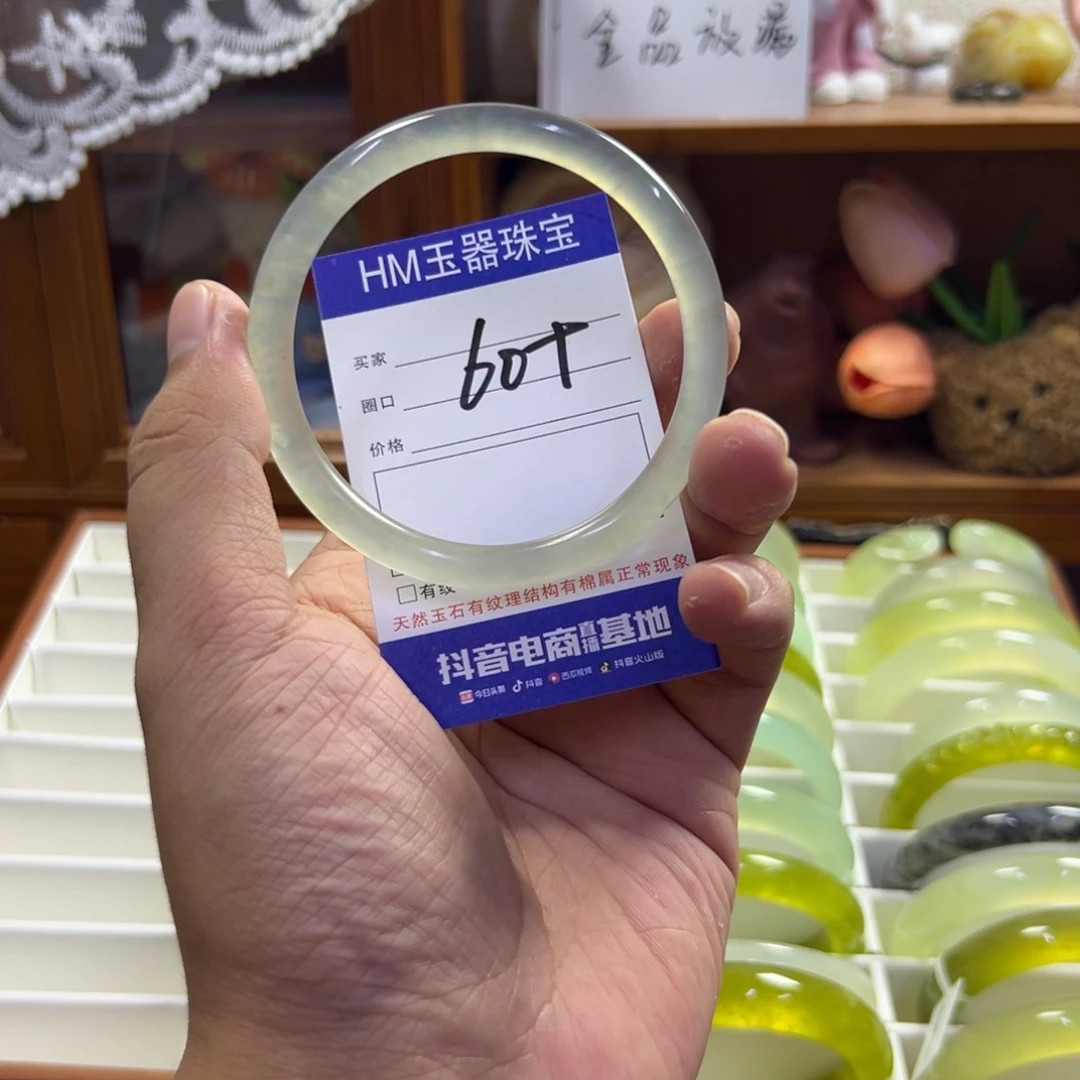 全品收藏
HM玉器珠宝
买家
60+
圈口
价格
有纹
天然玉石有纹理结构有棉属正常现象
抖音电商直播基地
今日头条 抖音 西瓜视频 抖音火山版